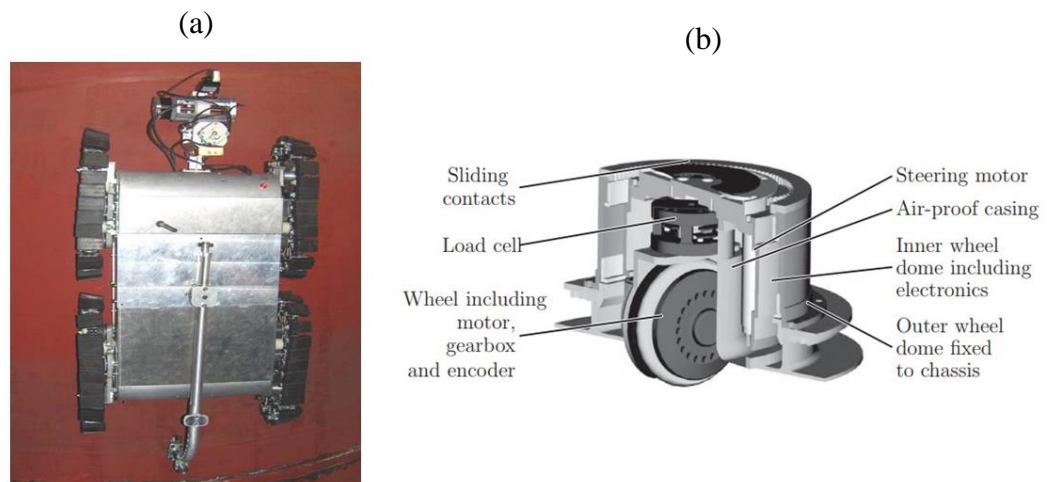 (a)
(b)
Sliding
contacts
Load cell
Wheel including
motor,
gearbox
and encoder
Steering motor
Air-proof casing
Inner wheel
dome including
electronics
Outer wheel
dome fixed
to chassis